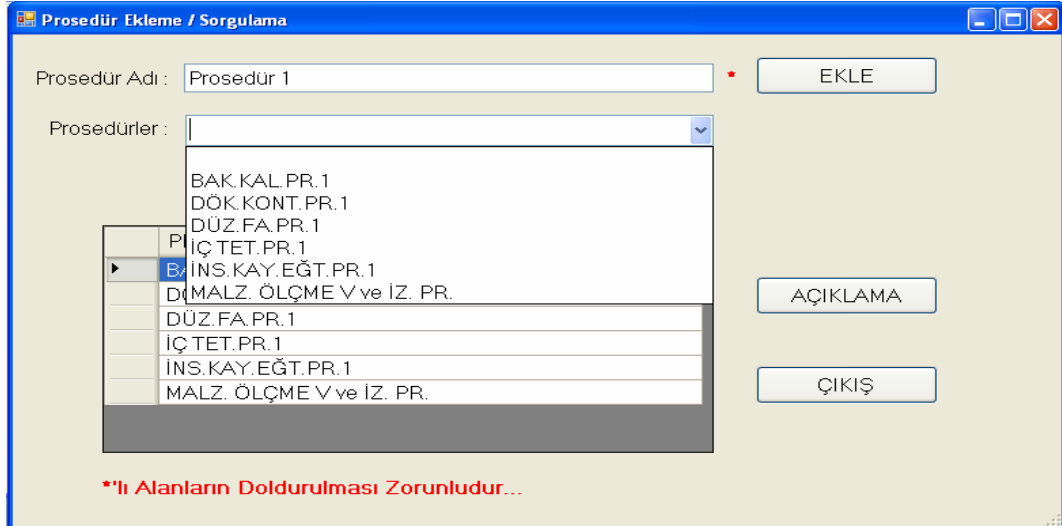 Prosedür Ekleme / Sorgulama
Prosedür Adı : Prosedür 1 * EKLE
Prosedürler :
BAK.KAL.PR.1
DÖK.KONT.PR.1
DÜZ.FA.PR.1
İÇ TET.PR.1
İNS.KAY.EĞT.PR.1
MALZ. ÖLÇME V ve İZ. PR.
AÇIKLAMA
DÜZ.FA.PR.1
İÇ TET.PR.1
İNS.KAY.EĞT.PR.1
MALZ. ÖLÇME V ve İZ. PR.
ÇIKIŞ
*'lı Alanların Doldurulması Zorunludur...